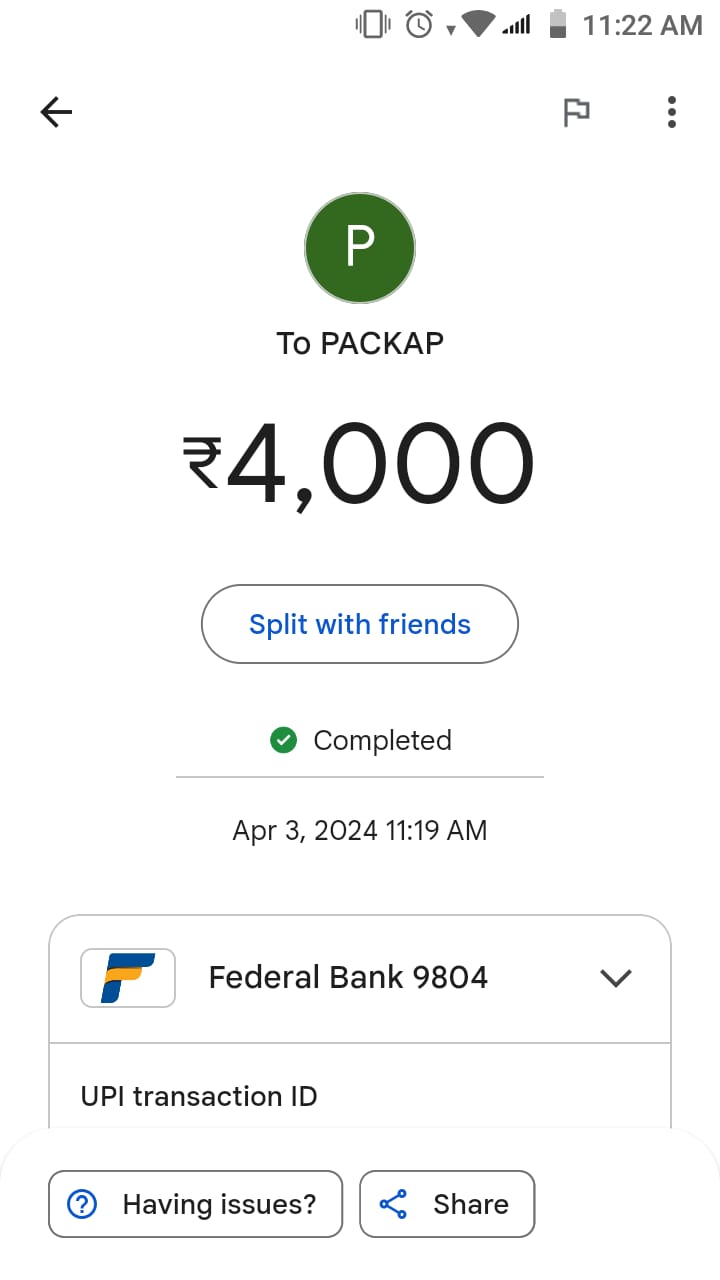 11:22 AM
P
To PACKAP
₹4,000
Split with friends
Completed
Apr 3, 2024 11:19 AM
Federal Bank 9804
UPI transaction ID
Having issues?
Share